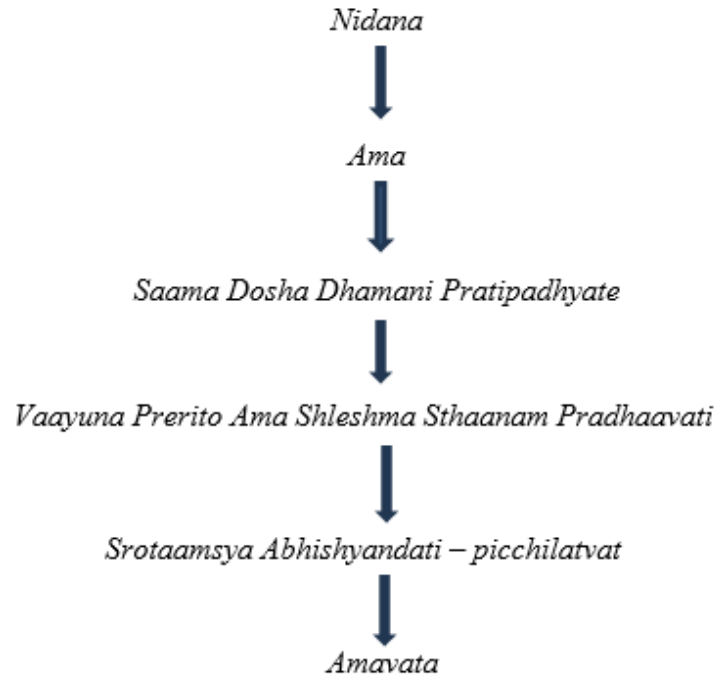 Nidana
Ama
Saama Dosha Dhamani Pratipadhyate
Vaayuna Prerito Ama Shleshma Sthaanam Pradhaavati
Srotaamsya Abhishyandati – picchilatvat
Amavata